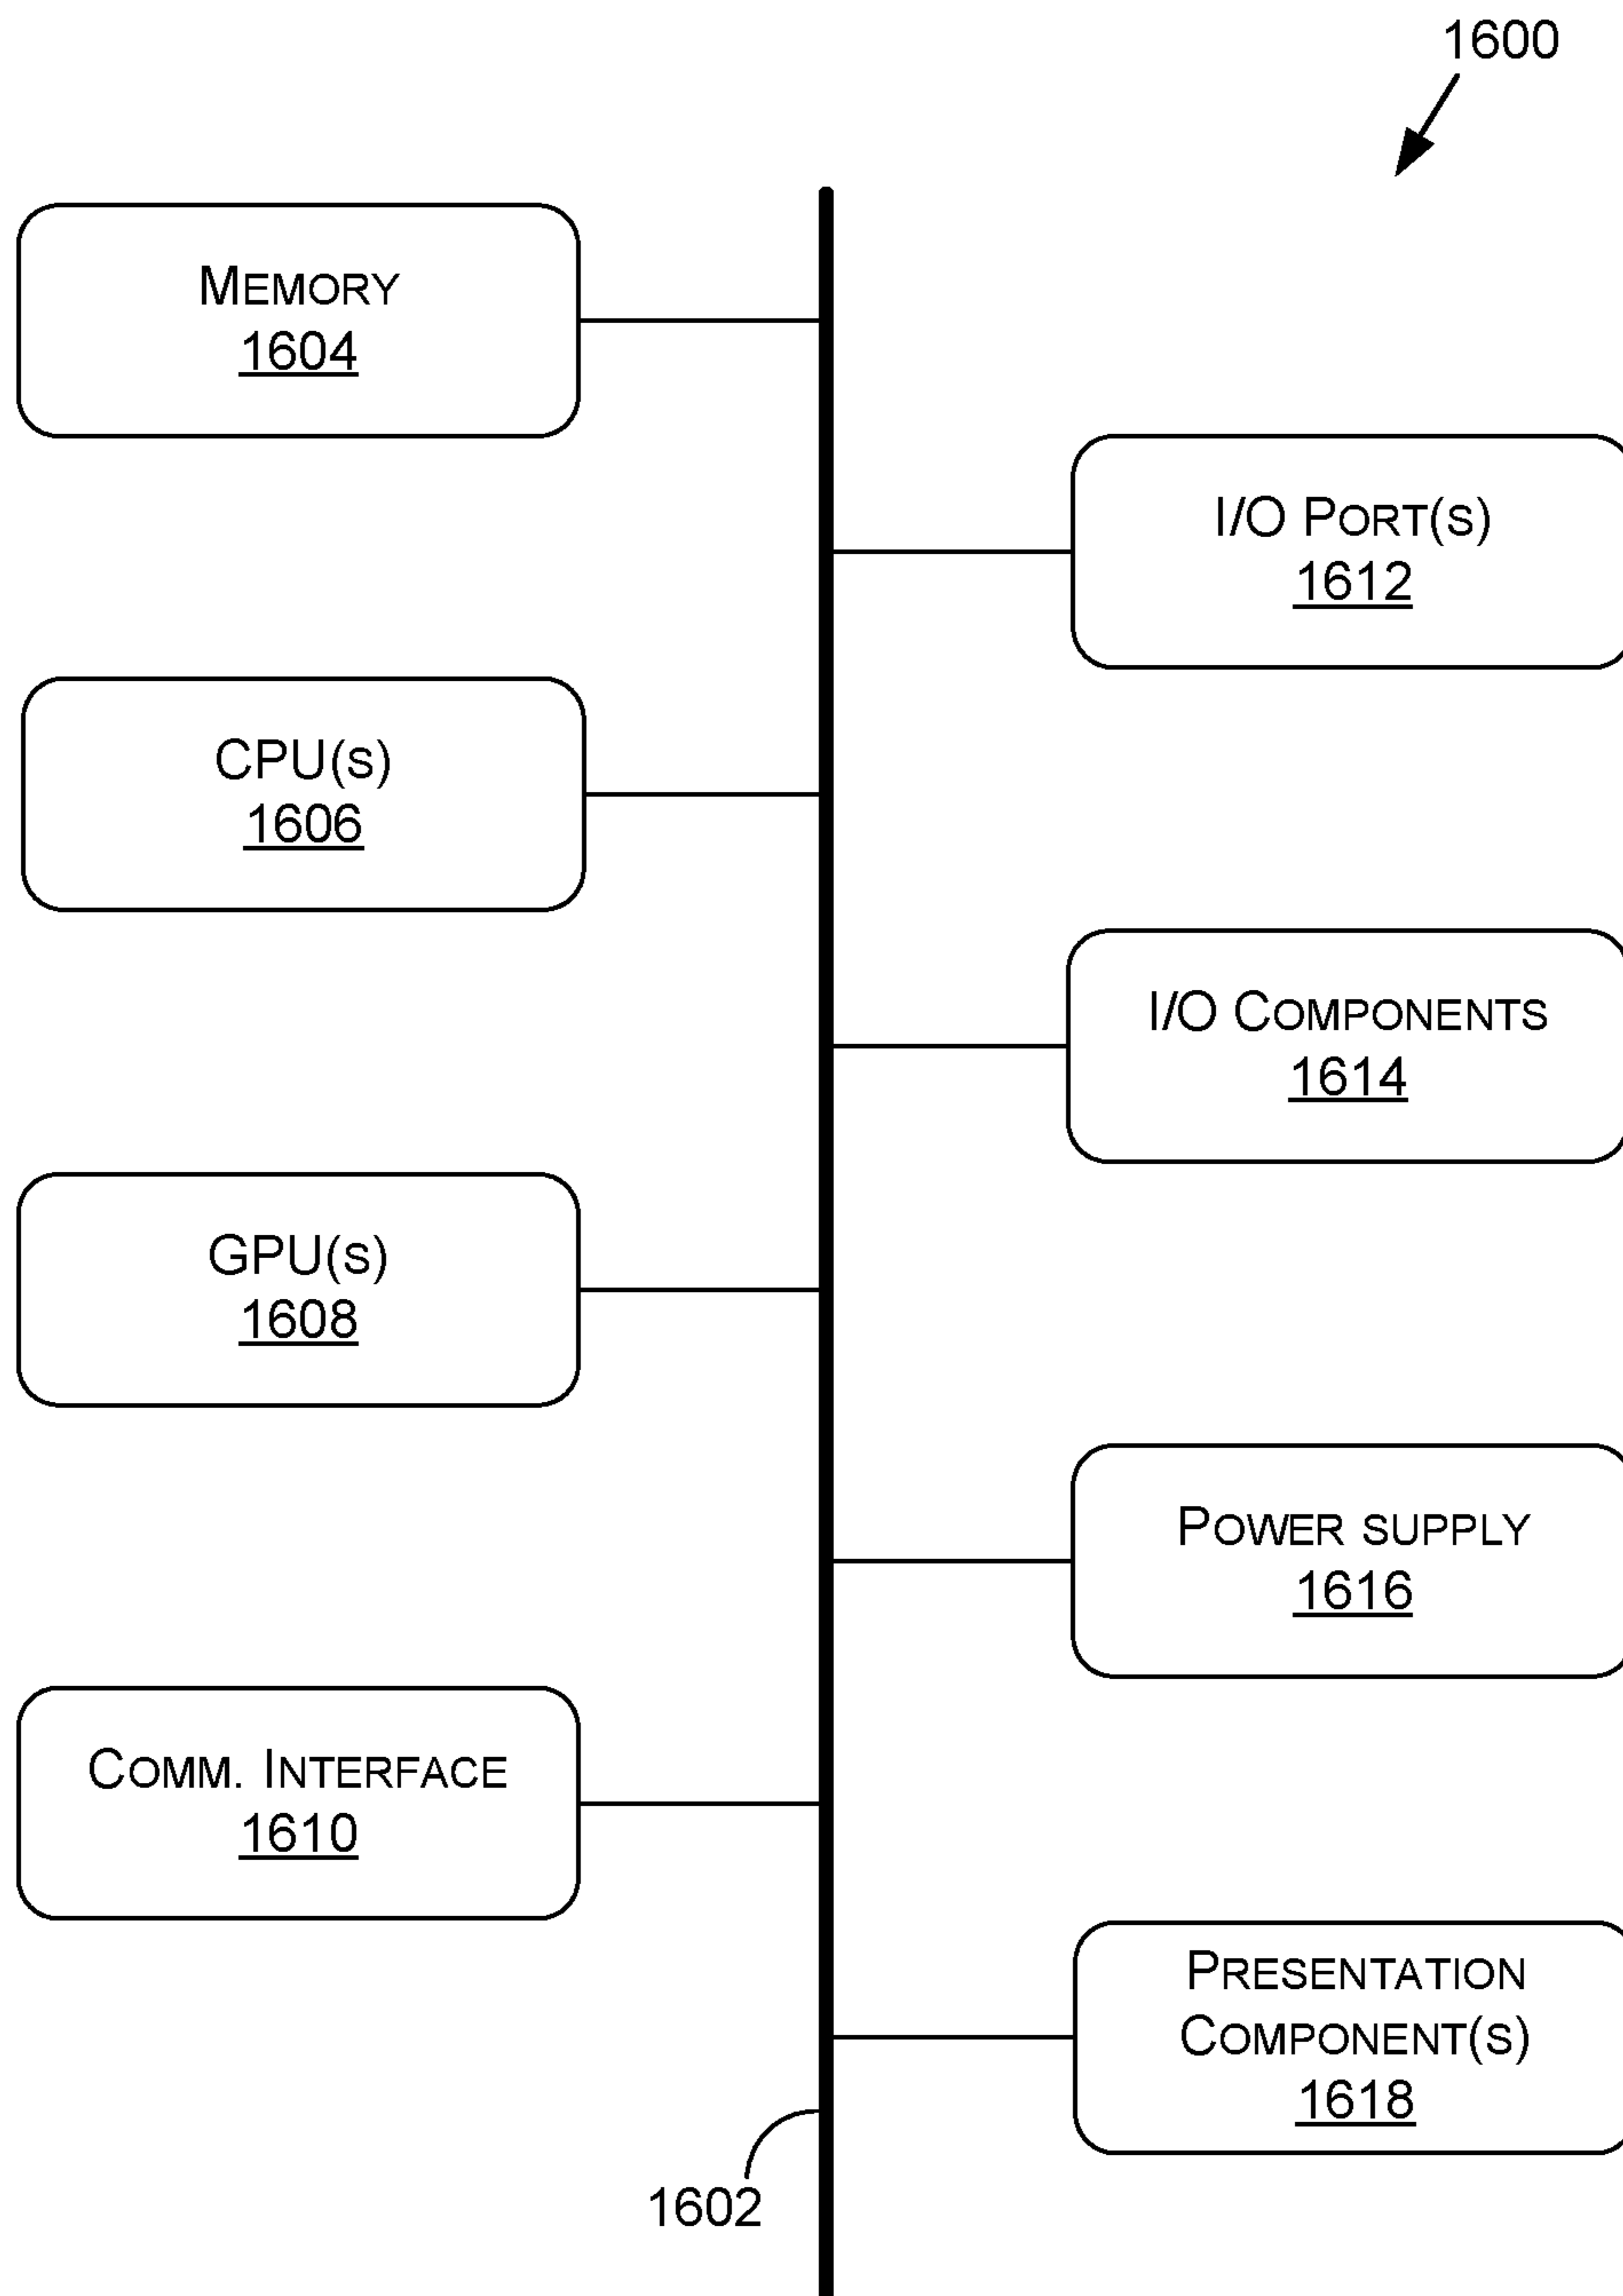 1600
MEMORY
1604
I/O PORT(S)
1612
CPU(S)
1606
I/O COMPONENTS
1614
GPU(S)
1608
POWER SUPPLY
1616
COMM. INTERFACE
1610
PRESENTATION
COMPONENT(S)
1618
1602